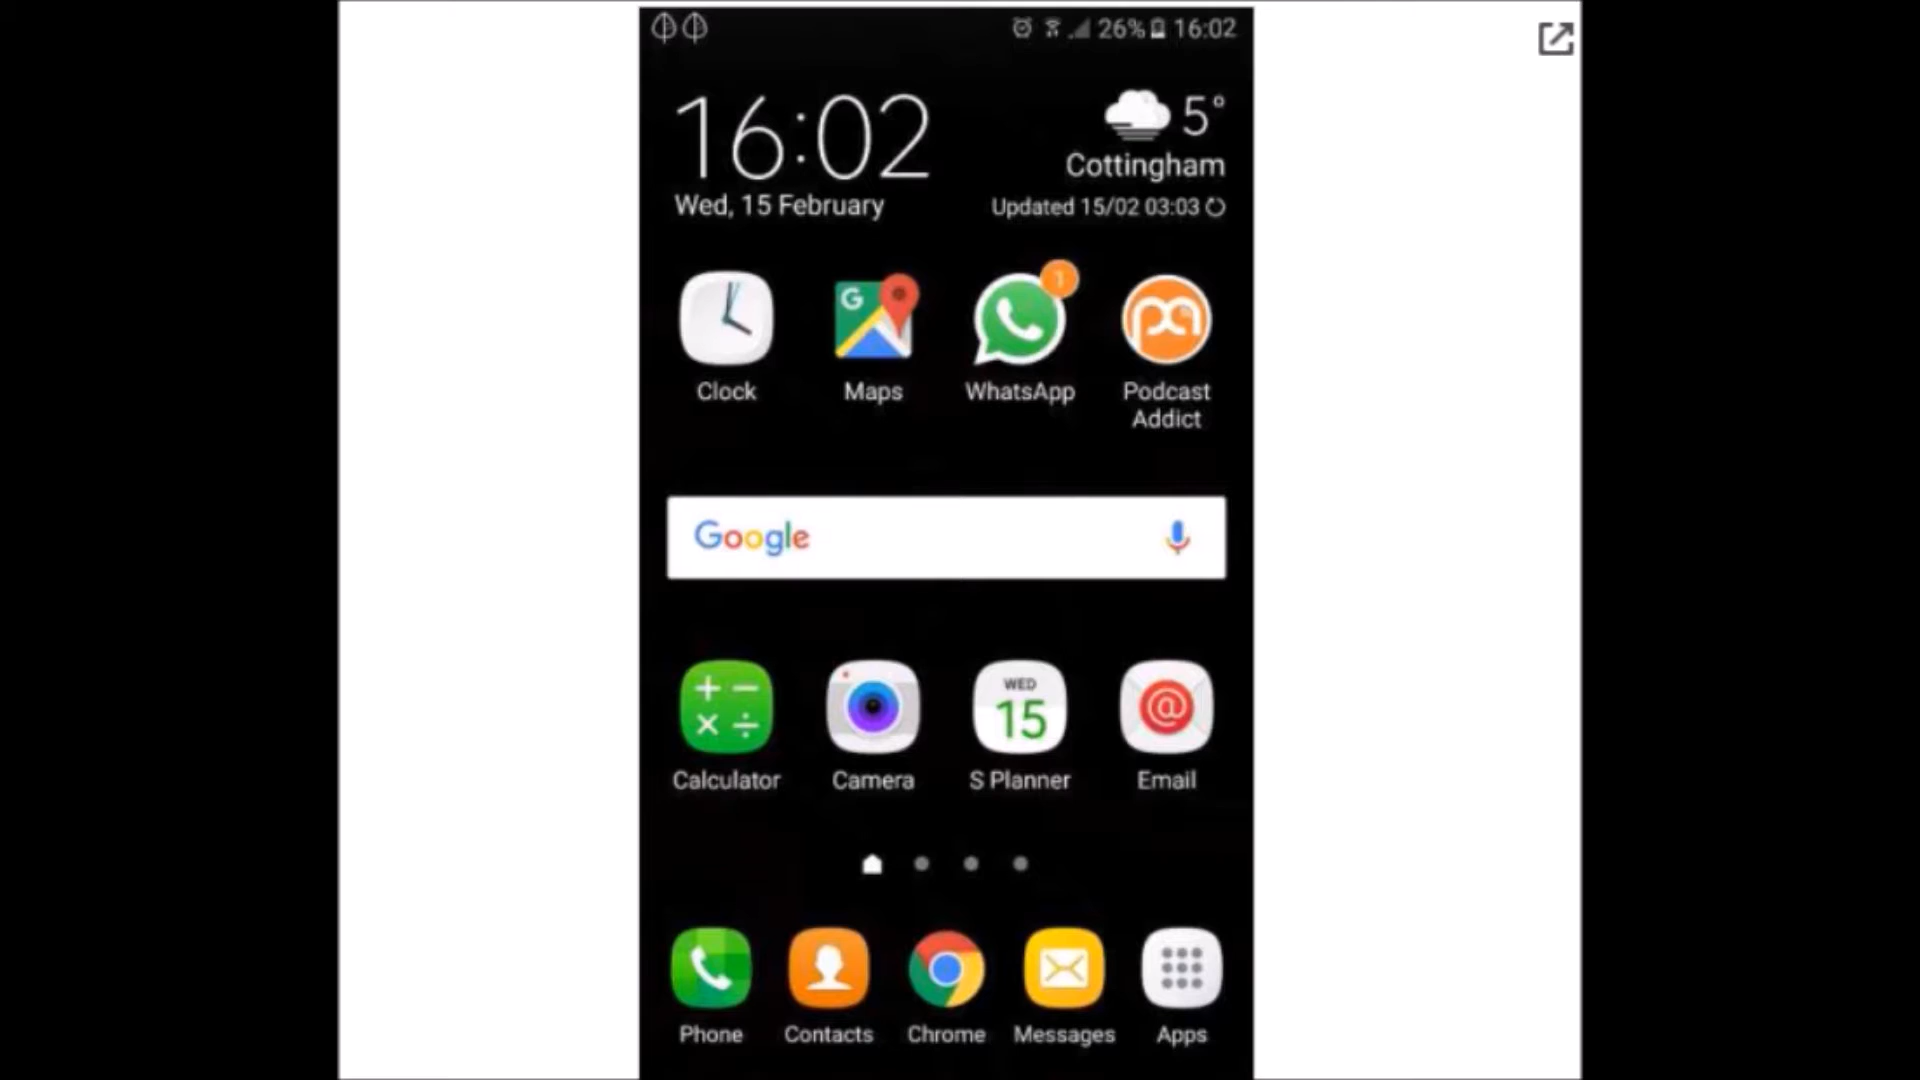 26% 16:02
16:02
5°
Cottingham
Wed, 15 February
Updated 15/02 03:03
G
1
Clock
Maps
WhatsApp
Podcast
Addict
Google
WED
15
Calculator
Camera
S Planner
Email
Phone
Contacts
Chrome
Messages
Apps